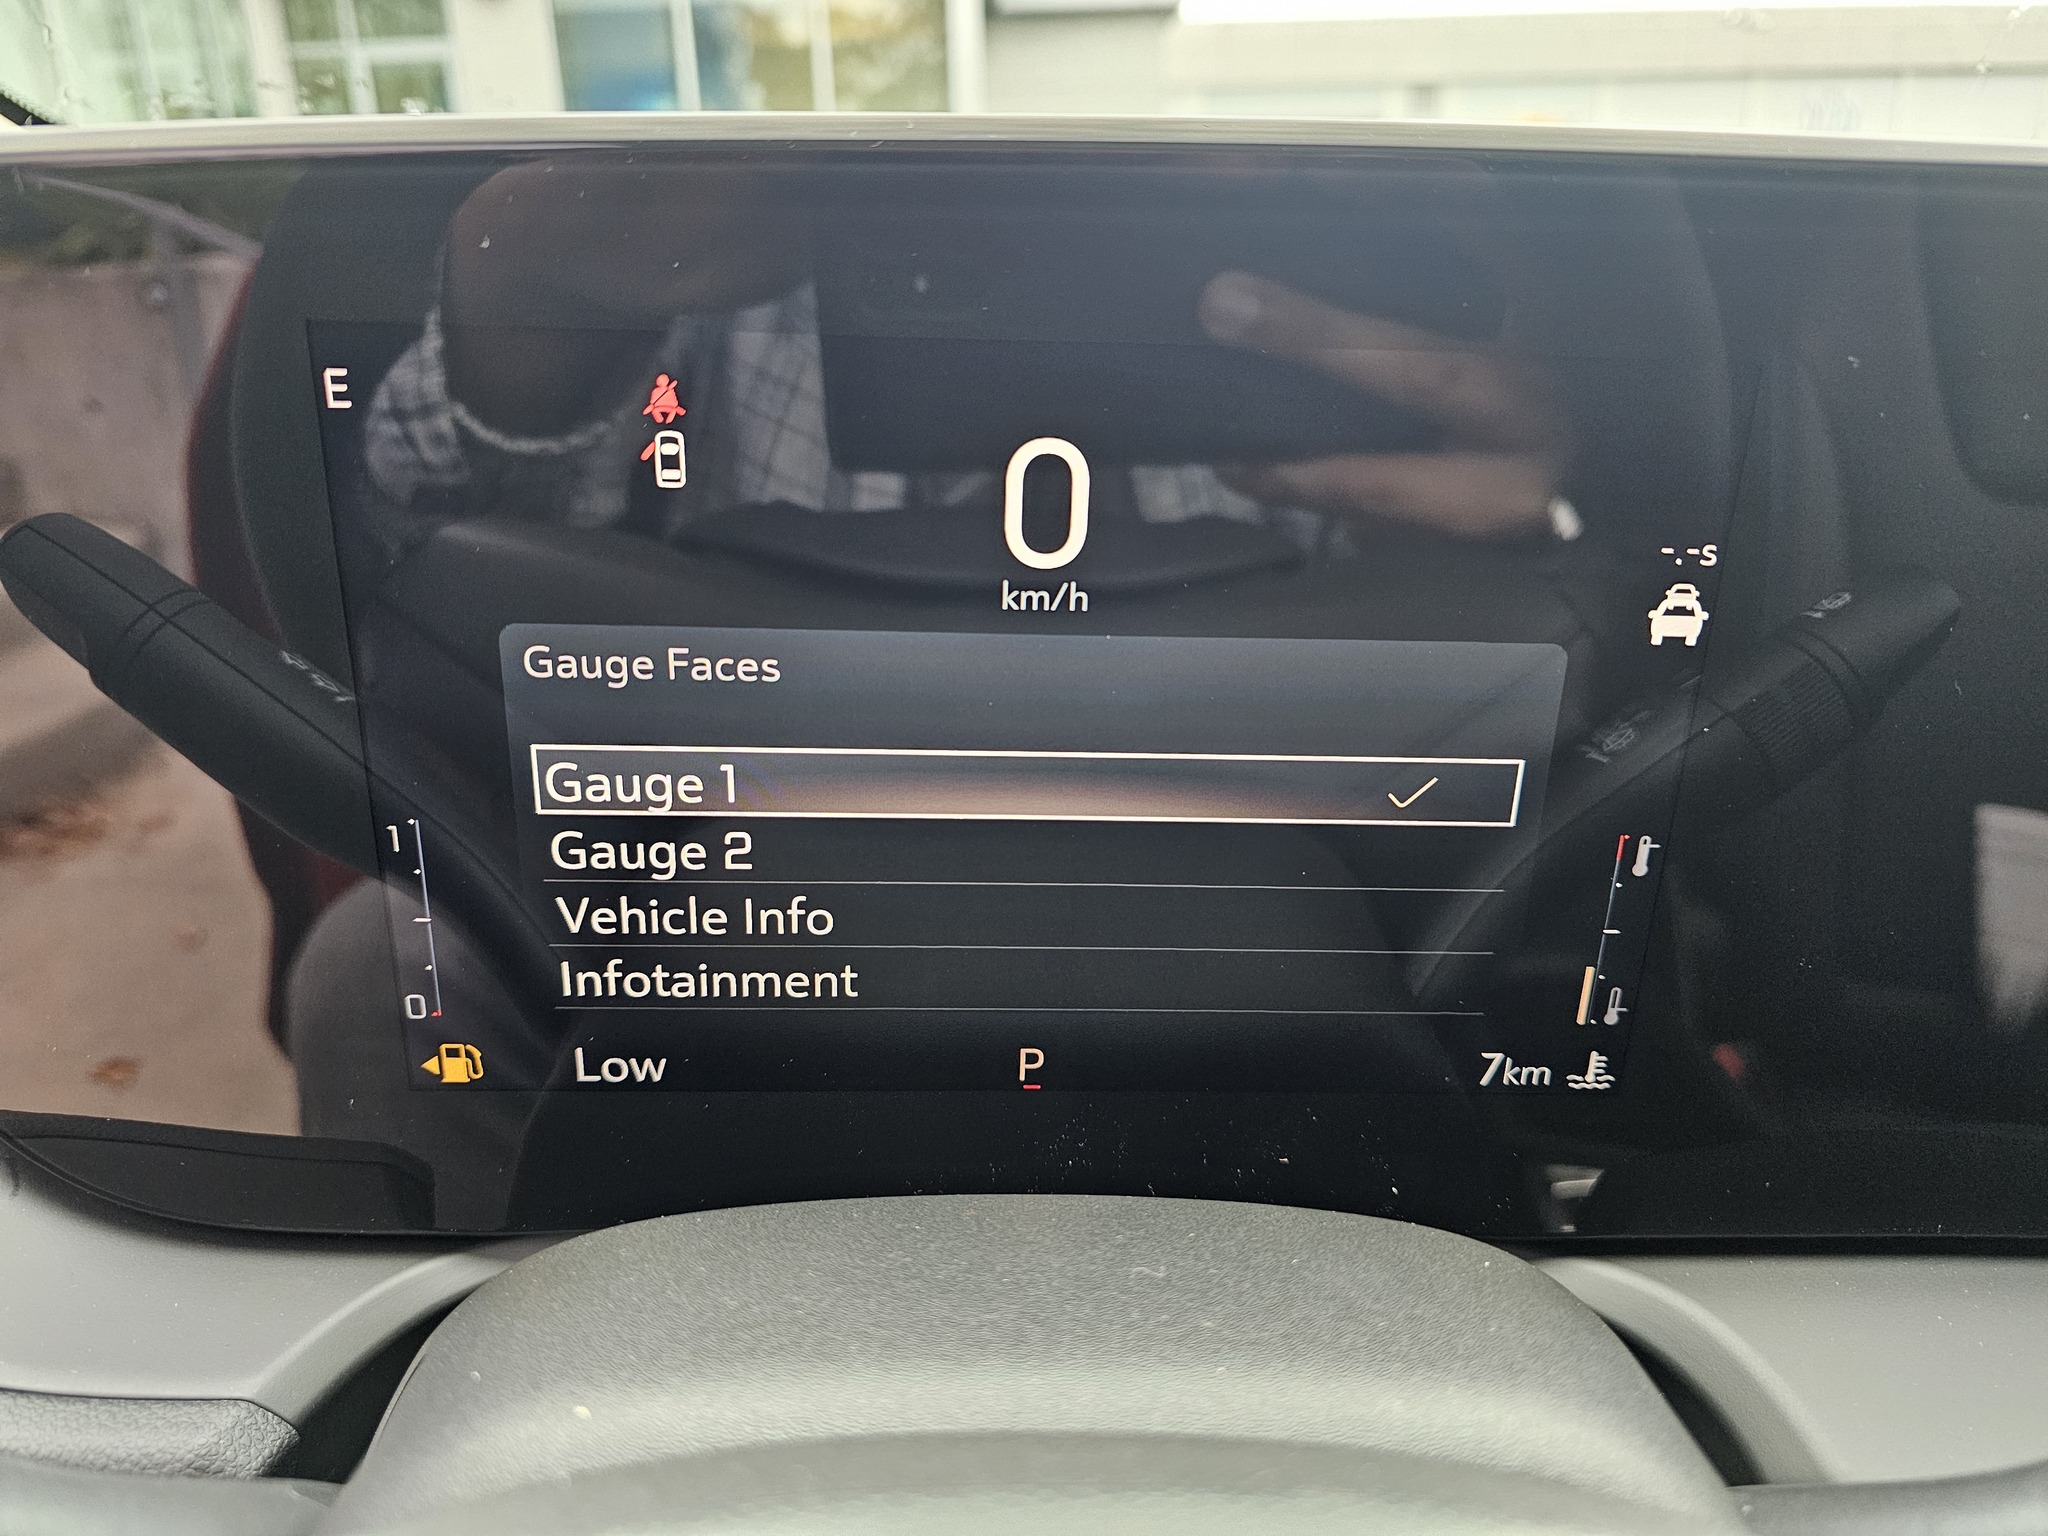 E
0
km/h
-.-s
Gauge Faces
Gauge 1
Gauge 2
Vehicle Info
Infotainment
1
0
Low
P
7km